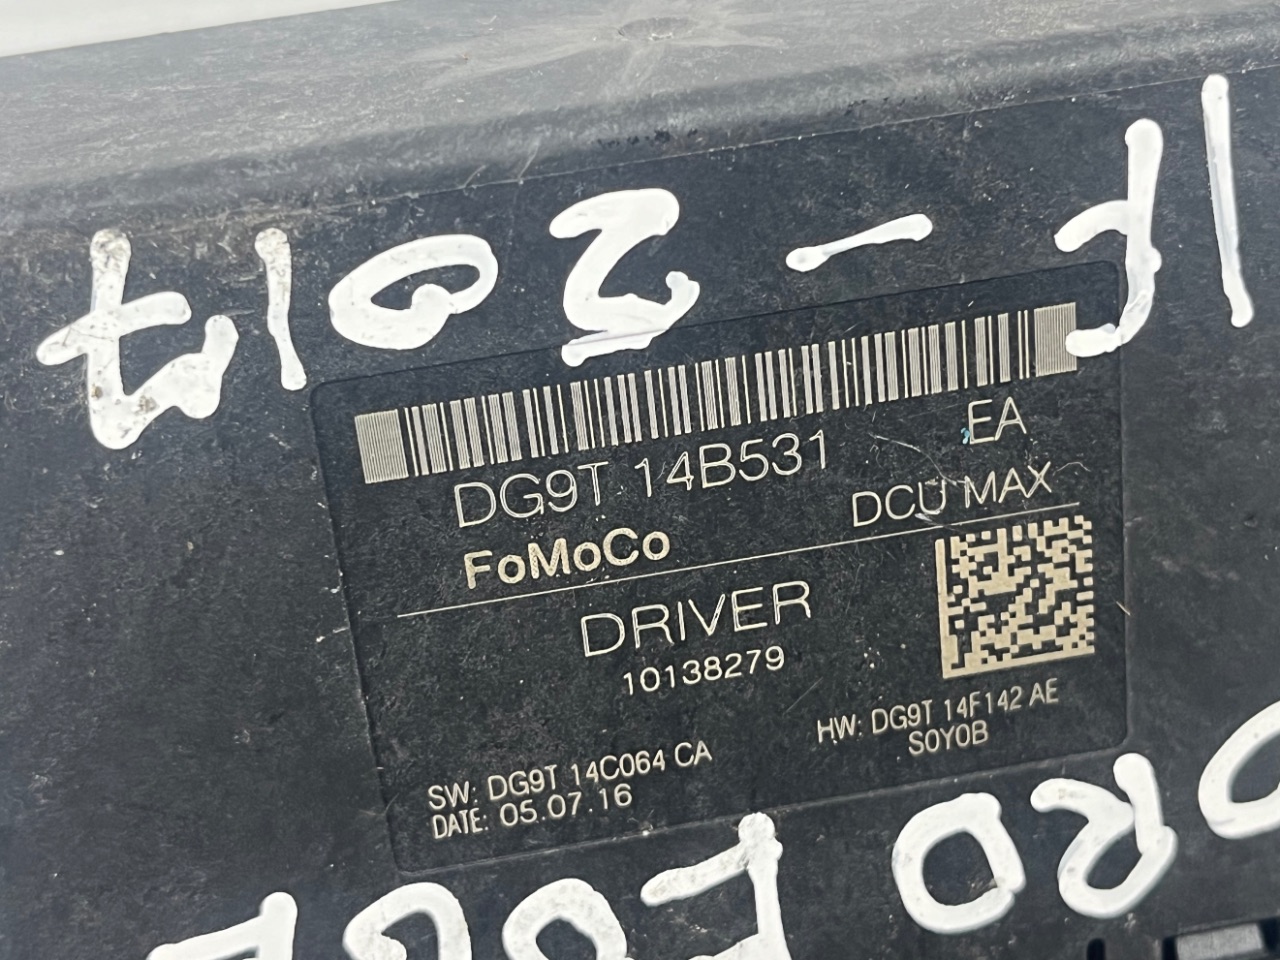 DG9T 14B531 EA
FoMoCo DCU MAX
DRIVER
10138279
HW: DG9T 14F142 AE
S0Y0B
SW: DG9T 14C064 CA
DATE: 05.07.16
- 2017